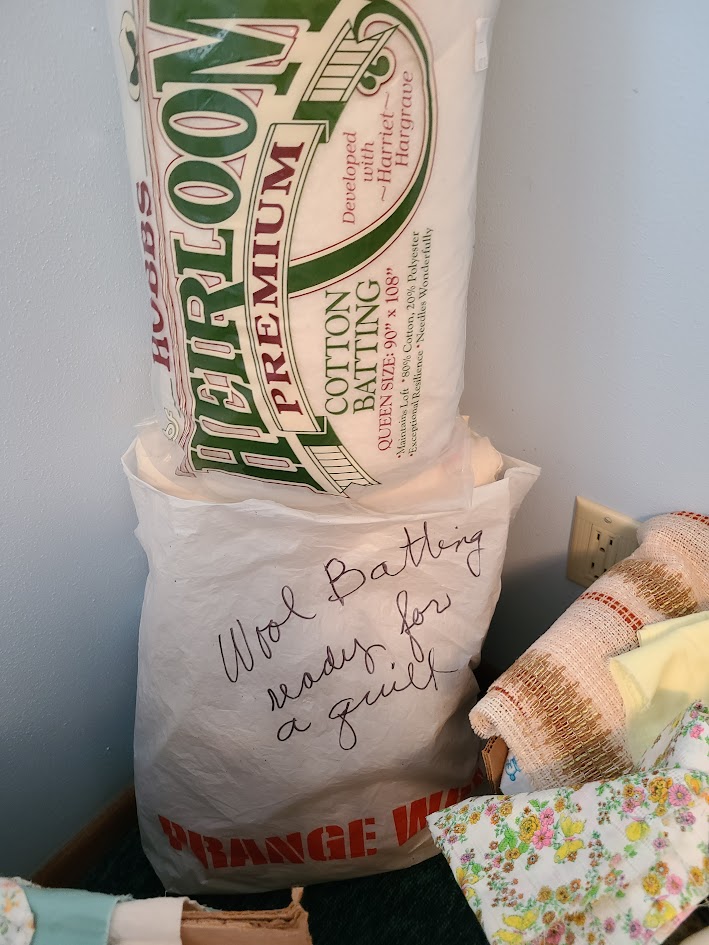 HOBBS
HEIRLOOM
PREMIUM
Developed
with
~Harriet~
Hargrave
COTTON
BATTING
QUEEN SIZE: 90" x 108"
•Maintains Loft •80% Cotton, 20% Polyester
•Exceptional Resilience •Needles Wonderfully
Wool Batting
ready for
a quilt
PRANGE W